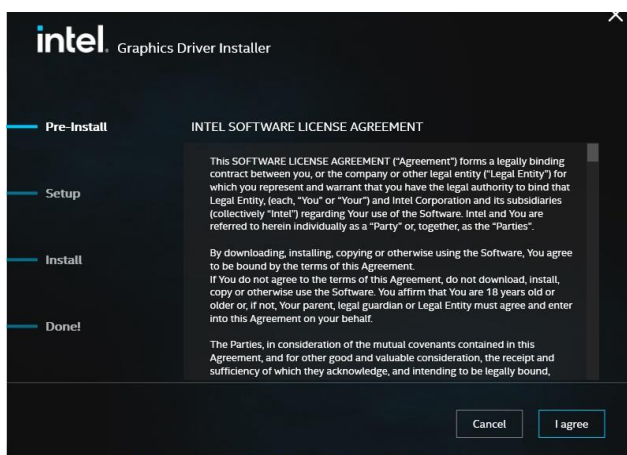 intel. Graphics Driver Installer
Pre-Install
Setup
Install
Done!
INTEL SOFTWARE LICENSE AGREEMENT
This SOFTWARE LICENSE AGREEMENT ("Agreement") forms a legally binding
contract between you, or the company or other legal entity ("Legal Entity") for
which you represent and warrant that you have the legal authority to bind that
Legal Entity, (each, "You" or "Your") and Intel Corporation and its subsidiaries
(collectively "Intel") regarding Your use of the Software. Intel and You are
referred to herein individually as a "Party" or, together, as the "Parties".
By downloading, installing, copying or otherwise using the Software, You agree
to be bound by the terms of this Agreement.
If You do not agree to the terms of this Agreement, do not download, install,
copy or otherwise use the Software. You affirm that You are 18 years old or
older or, if not, Your parent, legal guardian or Legal Entity must agree and enter
into this Agreement on your behalf.
The Parties, in consideration of the mutual covenants contained in this
Agreement, and for other good and valuable consideration, the receipt and
sufficiency of which they acknowledge, and intending to be legally bound,
Cancel
I agree